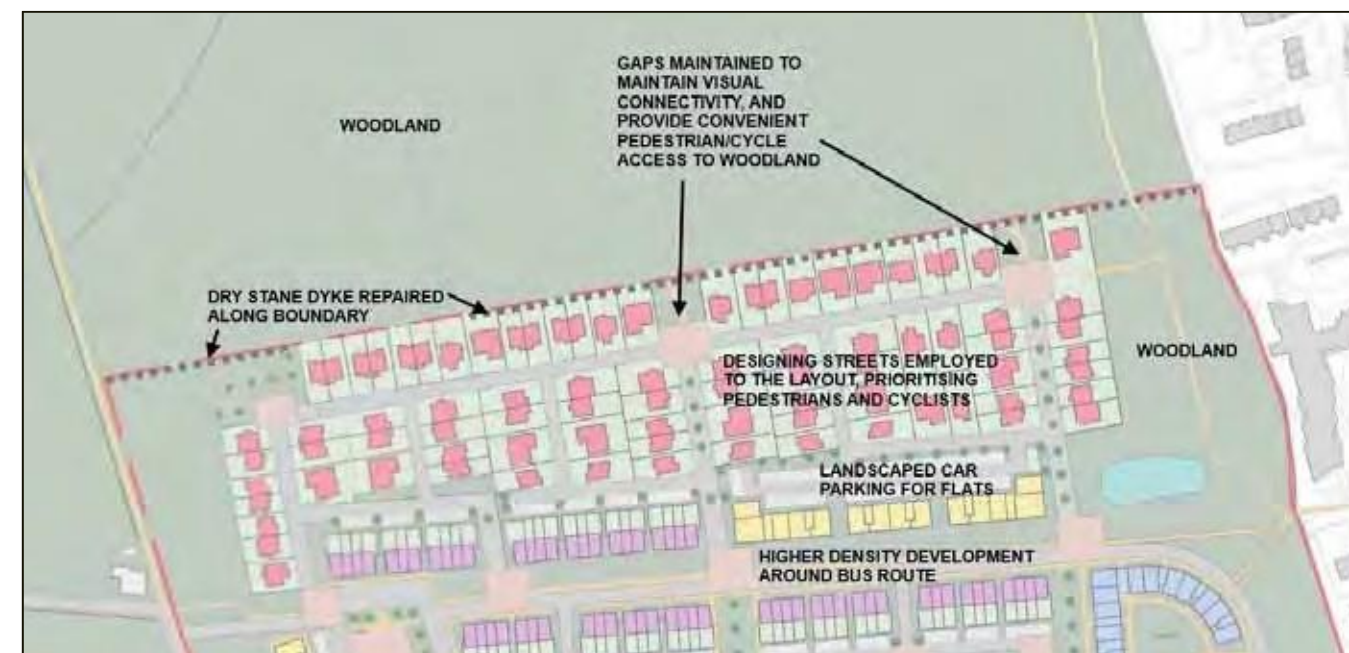 GAPS MAINTAINED TO
MAINTAIN VISUAL
CONNECTIVITY, AND
PROVIDE CONVENIENT
PEDESTRIAN/CYCLE
ACCESS TO WOODLAND
WOODLAND
DRY STANE DYKE REPAIRED
ALONG BOUNDARY
WOODLAND
DESIGNING STREETS EMPLOYED
TO THE LAYOUT, PRIORITISING
PEDESTRIANS AND CYCLISTS
LANDSCAPED CAR
PARKING FOR FLATS
HIGHER DENSITY DEVELOPMENT
AROUND BUS ROUTE